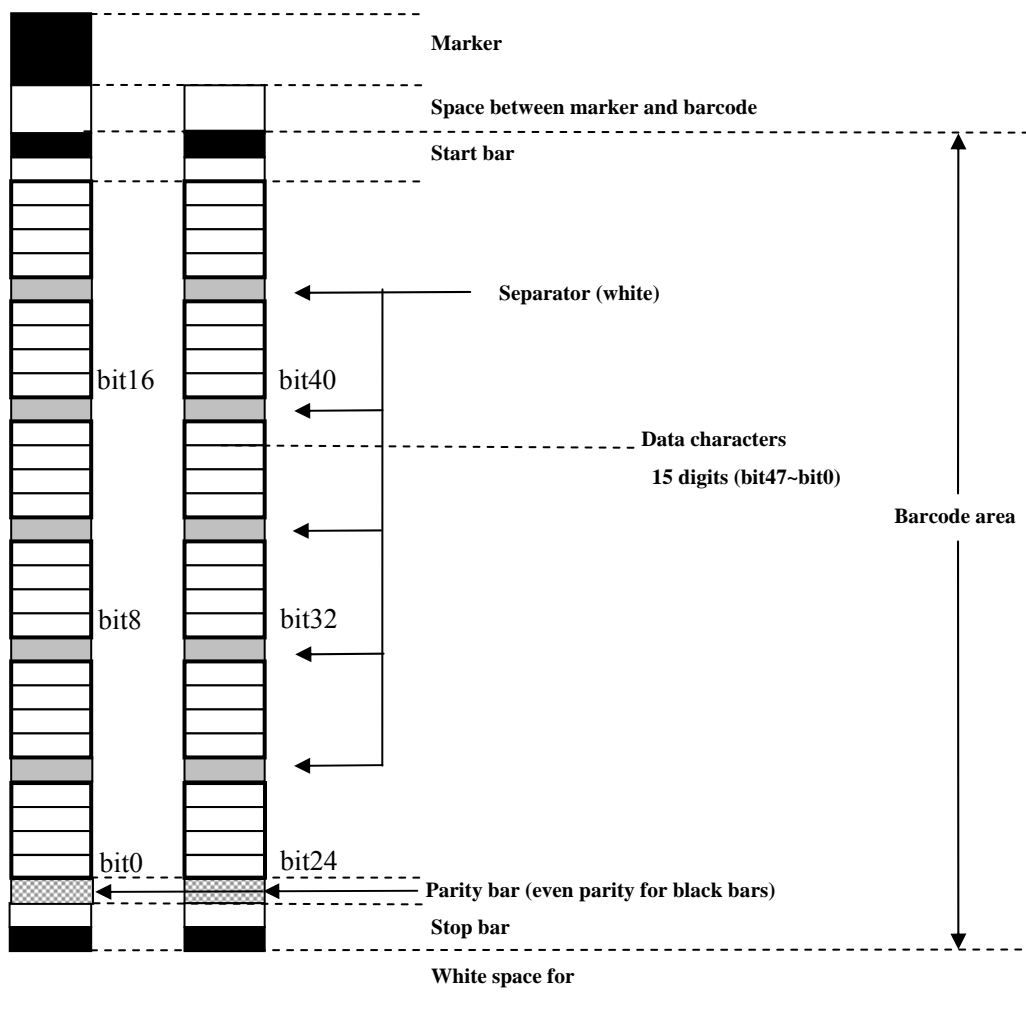 Marker
Space between marker and barcode
Start bar
Separator (white)
bit16
bit40
Data characters
15 digits (bit47~bit0)
Barcode area
bit8
bit32
bit0
bit24
Parity bar (even parity for black bars)
Stop bar
White space for